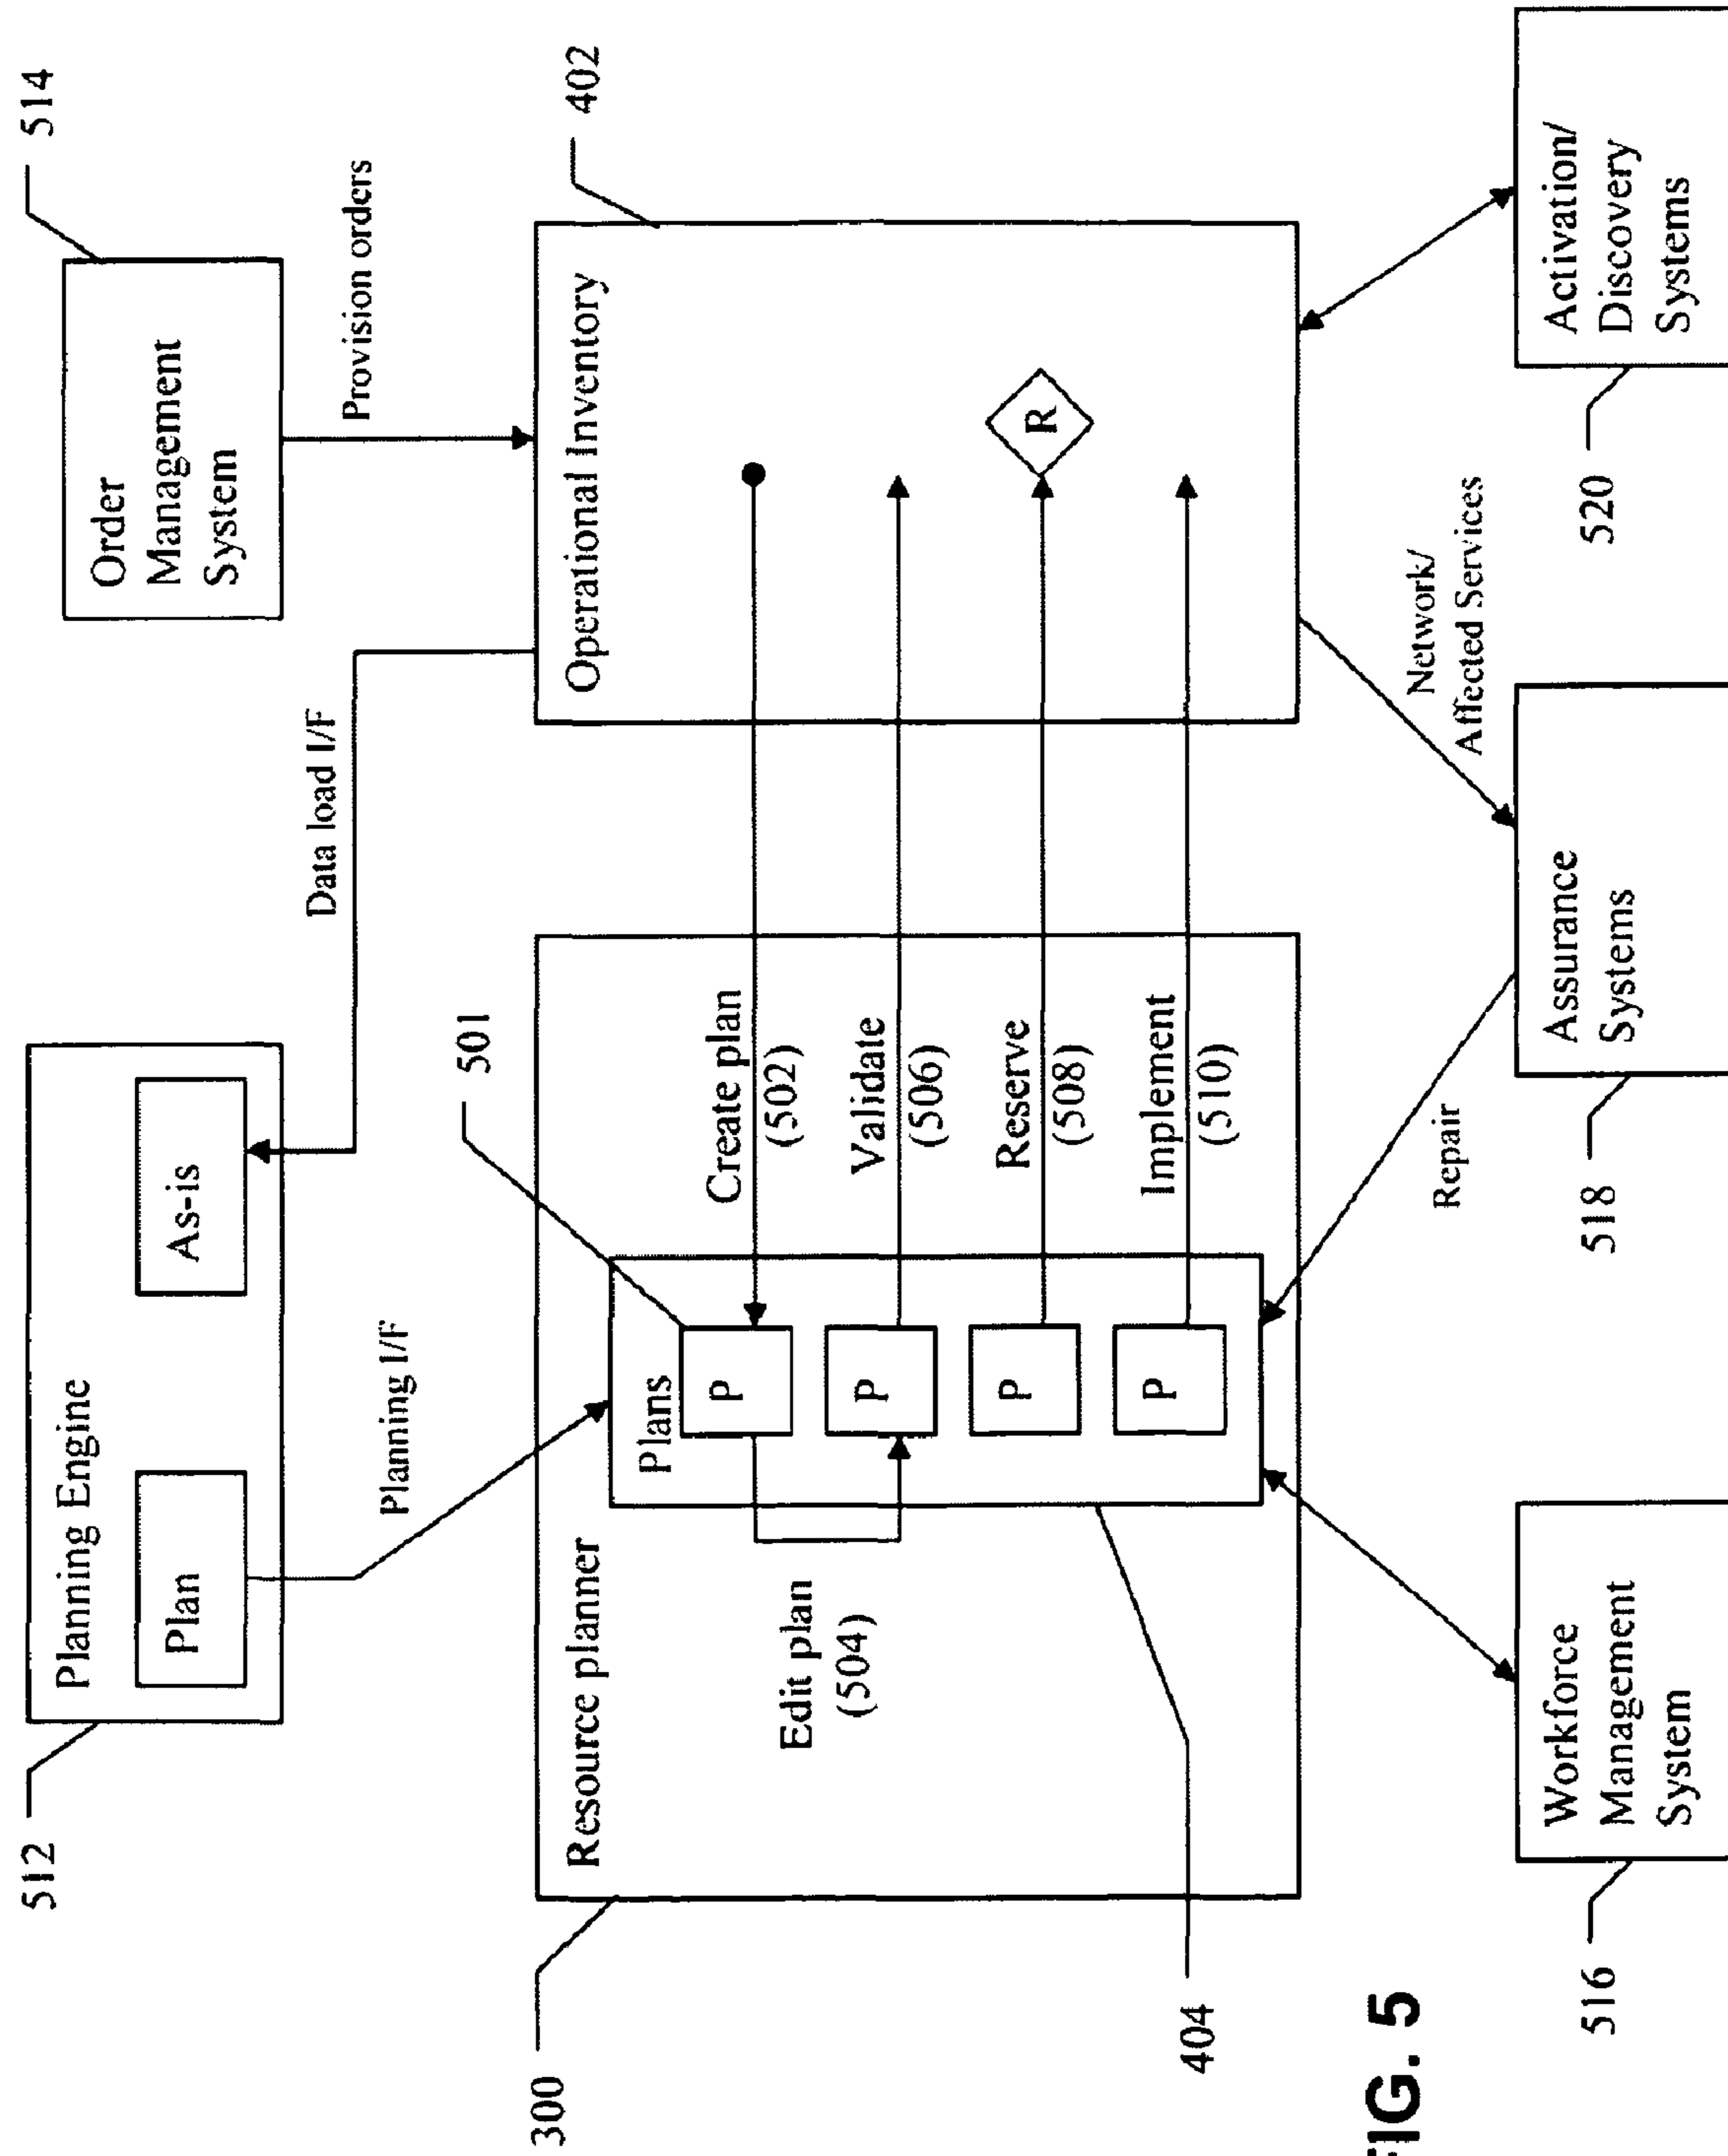 512
Planning Engine
Plan
As-is
Order
Management
System
514
Planning I/F
Data load I/F
Provision orders
501
402
300
Resource planner
Plans
P
P
P
P
Edit plan
(504)
Create plan
(502)
Validate
(506)
Reserve
(508)
Implement
(510)
Operational Inventory
R
404
Repair
Network/
Affected Services
516
Workforce
Management
System
518
Assurance
Systems
520
Activation/
Discovery
Systems
FIG. 5